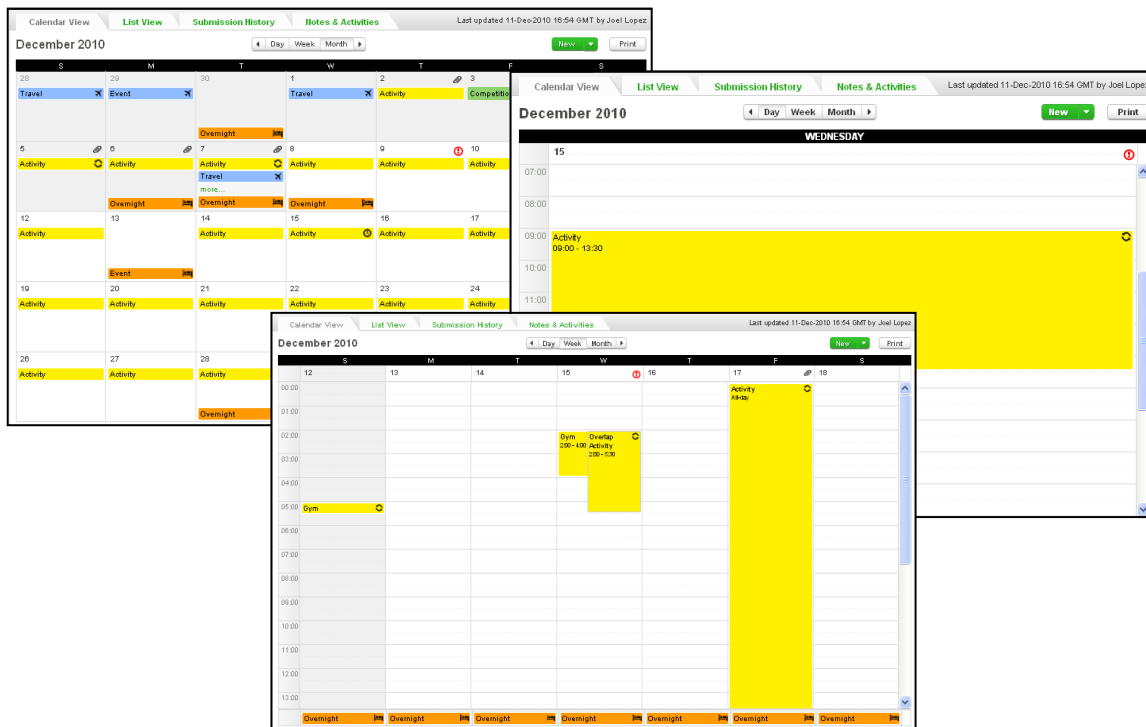 Calendar View List View Submission History Notes & Activities Last updated 11-Dec-2010 16:54 GMT by Joel Lopez
December 2010 Day Week Month New Print
S M T W T F S
28 29 30 1 2 3
Travel Event Travel Activity Competitio
Overnight
5 6 7 8 9 10
Activity Activity Activity Activity Activity Activity
Travel
more...
Overnight Overnight Overnight
12 13 14 15 16 17
Activity Activity Activity Activity Activity
Event
19 20 21 22 23 24
Activity Activity Activity Activity Activity Activity
26 27 28
Activity Activity Activity
Overnight
Calendar View List View Submission History Notes & Activities Last updated 11-Dec-2010 16:54 GMT by Joel Lopez
December 2010 Day Week Month New Print
WEDNESDAY
15
07:00
08:00
09:00 Activity
09:00 - 13:30
10:00
11:00
Calendar View List View Submission History Notes & Activities Last updated 11-Dec-2010 16:54 GMT by Joel Lopez
December 2010 Day Week Month New Print
S M T W T F S
12 13 14 15 16 17 18
00:00 Activity
All-day
01:00
02:00 Gym Overlap
2:00 - 4:00 Activity
2:00 - 5:30
03:00
04:00
05:00 Gym
06:00
07:00
08:00
09:00
10:00
11:00
12:00
13:00
Overnight Overnight Overnight Overnight Overnight Overnight Overnight